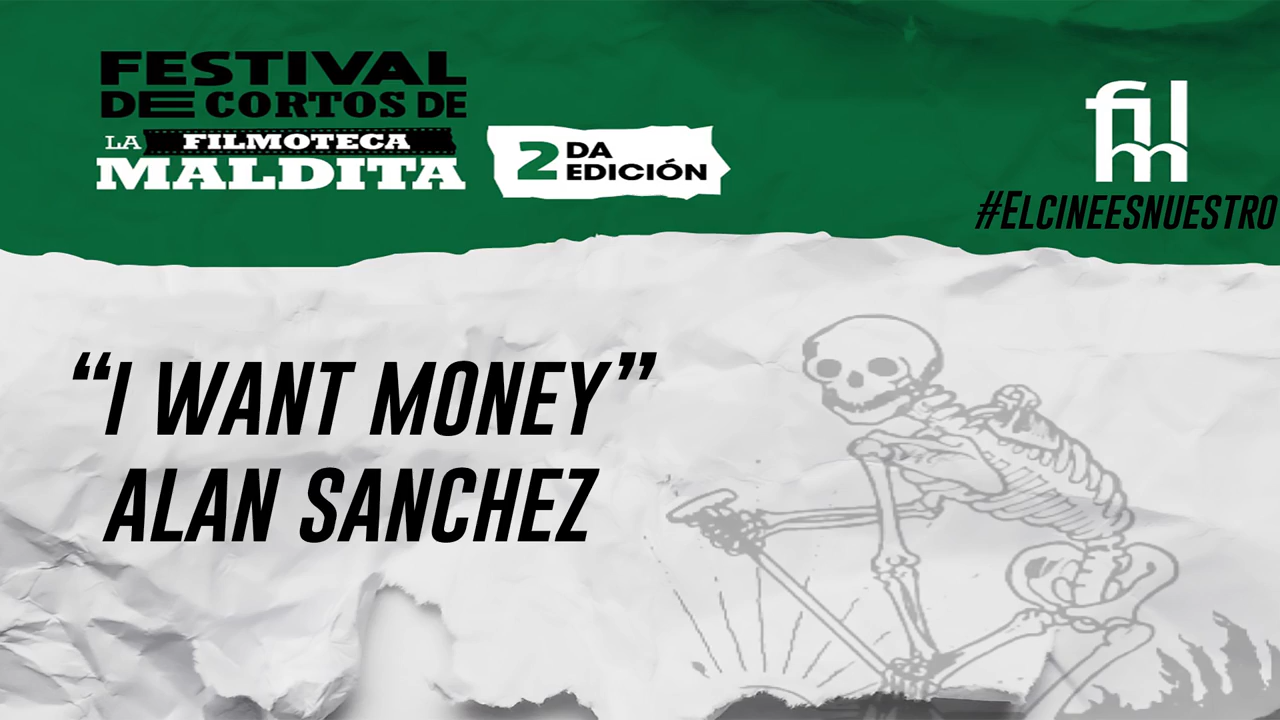 FESTIVAL
DE CORTOS DE
LA FILMOTECA
MALDITA
2 DA
EDICIÓN
film
#ELCINEESNUESTRO
“I WANT MONEY”
ALAN SANCHEZ